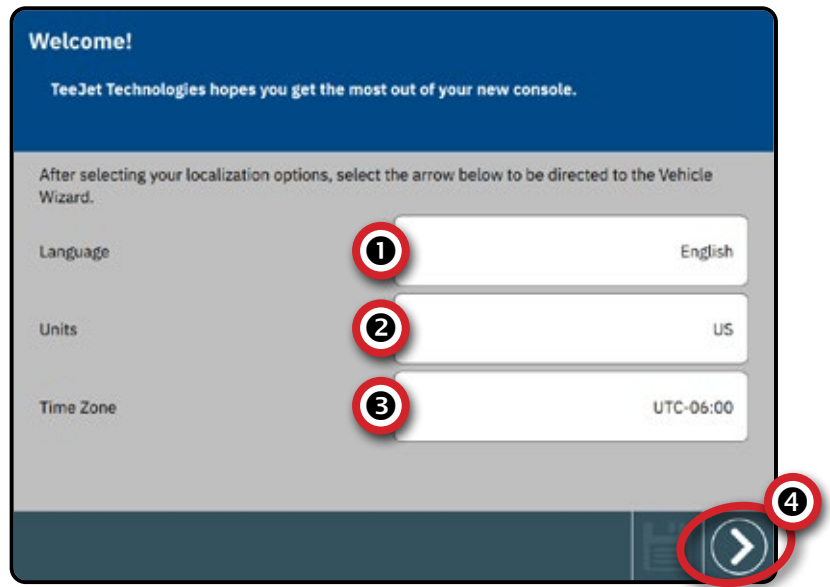 Welcome!
TeeJet Technologies hopes you get the most out of your new console.
After selecting your localization options, select the arrow below to be directed to the Vehicle
Wizard.
Language 1 English
Units 2 US
Time Zone 3 UTC-06:00
4